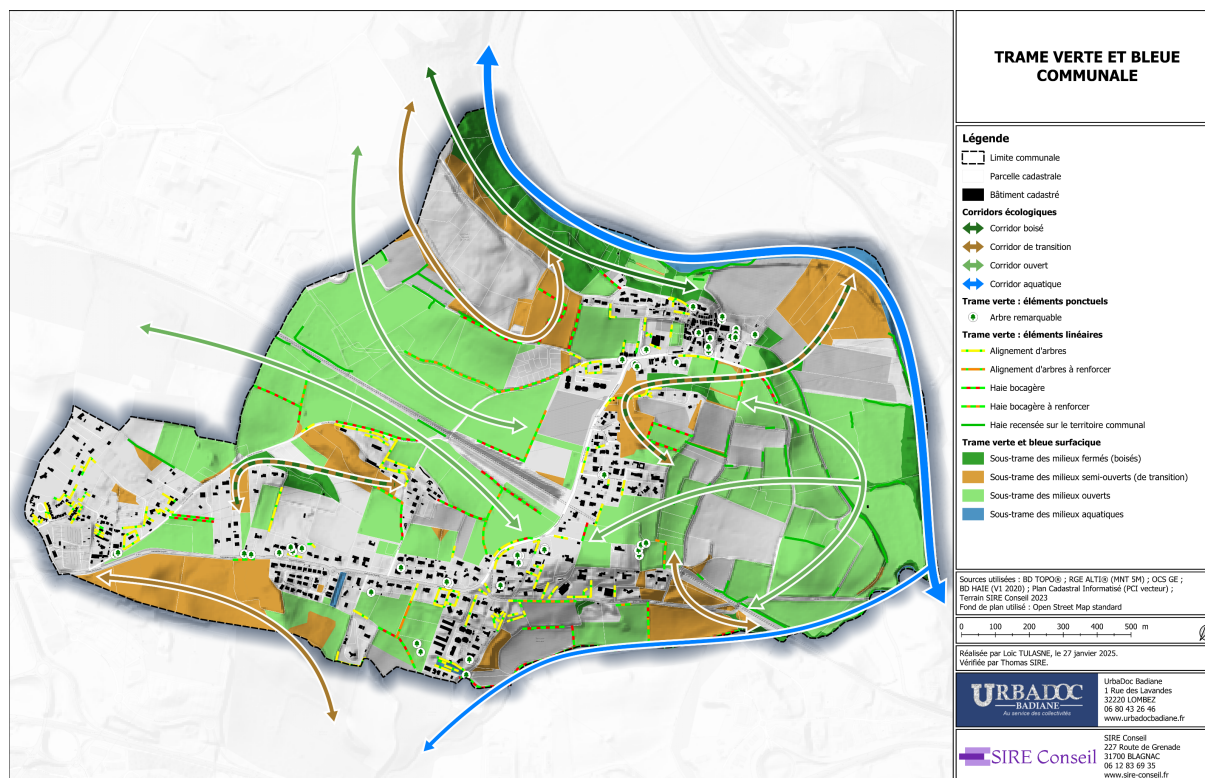 TRAME VERTE ET BLEUE
COMMUNALE
Légende
Limite communale
Parcelle cadastrale
Bâtiment cadastré
Corridors écologiques
Corridor boisé
Corridor de transition
Corridor ouvert
Corridor aquatique
Trame verte : éléments ponctuels
Arbre remarquable
Trame verte : éléments linéaires
Alignement d'arbres
Alignement d'arbres à renforcer
Haie bocagère
Haie bocagère à renforcer
Haie recensée sur le territoire communal
Trame verte et bleue surfacique
Sous-trame des milieux fermés (boisés)
Sous-trame des milieux semi-ouverts (de transition)
Sous-trame des milieux ouverts
Sous-trame des milieux aquatiques
Sources utilisées : BD TOPO® ; RGE ALTI® (MNT 5M) ; OCS GE ;
BD HAIE (V1 2020) ; Plan Cadastral Informatisé (PCI vecteur) ;
Terrain SIRE Conseil 2023
Fond de plan utilisé : Open Street Map standard
0 100 200 300 400 500 m
Réalisée par Loïc TULASNE, le 27 janvier 2025.
Vérifiée par Thomas SIRE.
URBADOC
BADIANE
Au service des collectivités
UrbaDoc Badiane
1 Rue des Lavandes
32220 LOMBEZ
06 80 43 26 46
www.urbadocbadiane.fr
SIRE Conseil
SIRE Conseil
227 Route de Grenade
31700 BLAGNAC
06 12 83 69 35
www.sire-conseil.fr